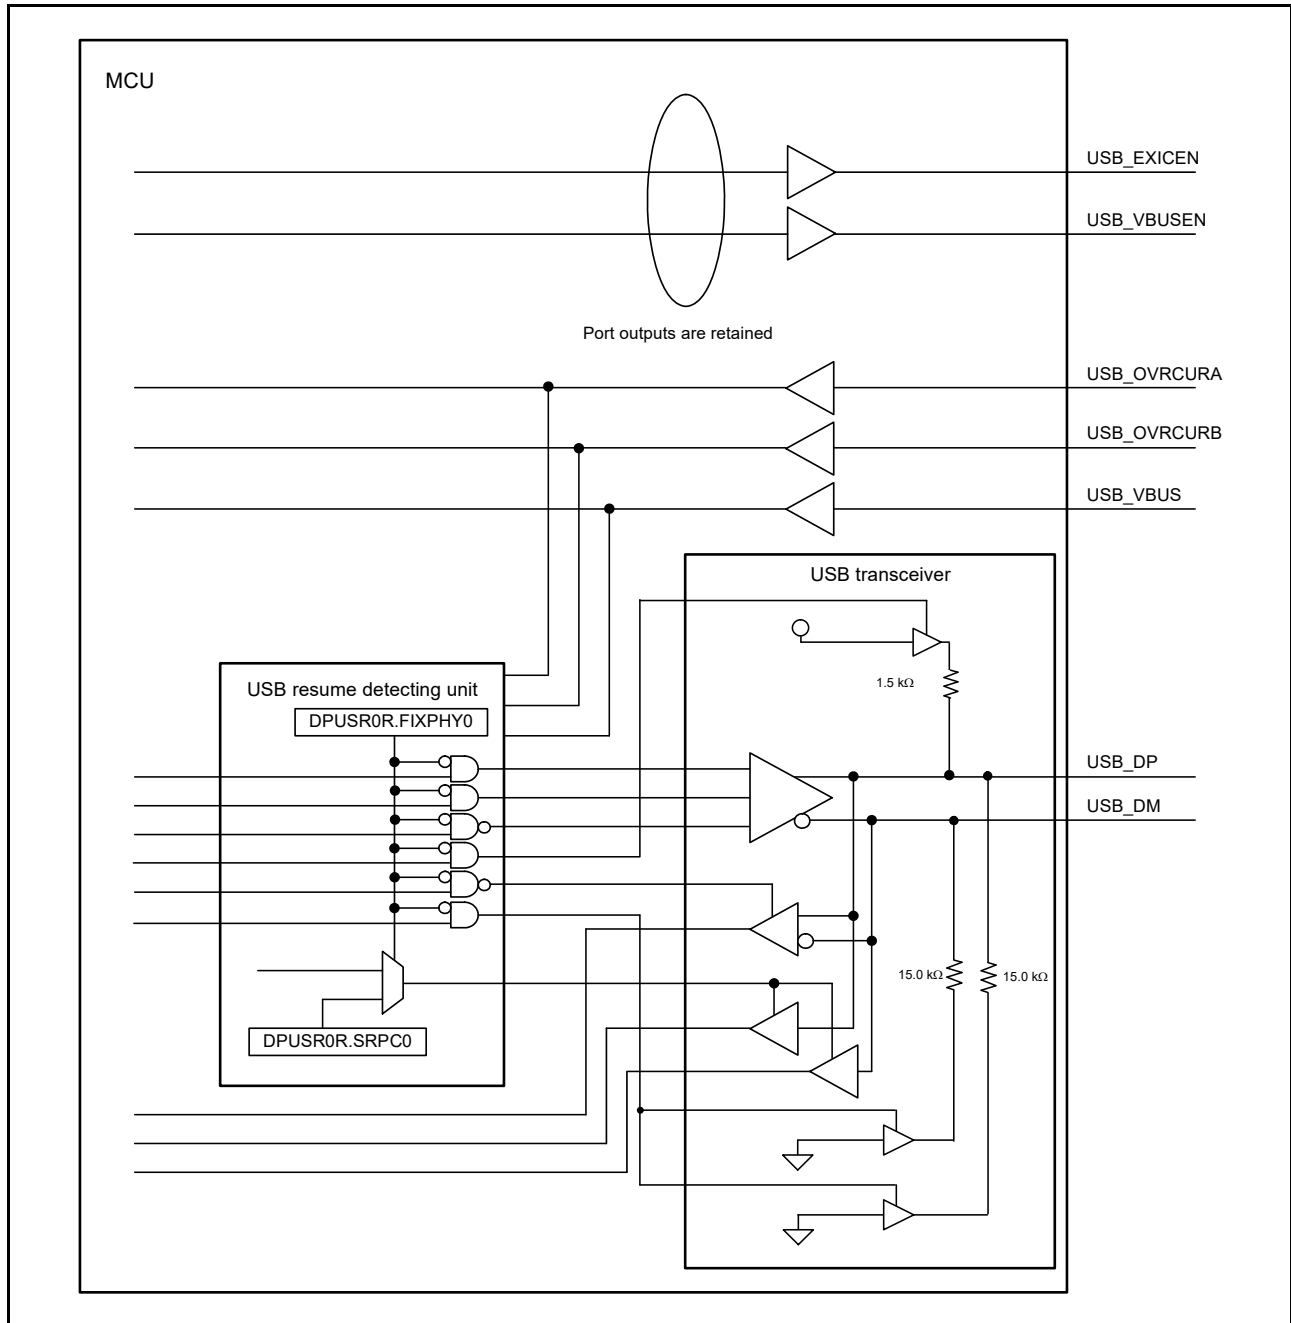 MCU
USB_EXICEN
USB_VBUSEN
Port outputs are retained
USB_OVRCURA
USB_OVRCURB
USB_VBUS
USB transceiver
1.5 kΩ
USB resume detecting unit
DPUSR0R.FIXPHY0
USB_DP
USB_DM
15.0 kΩ
15.0 kΩ
DPUSR0R.SRPC0